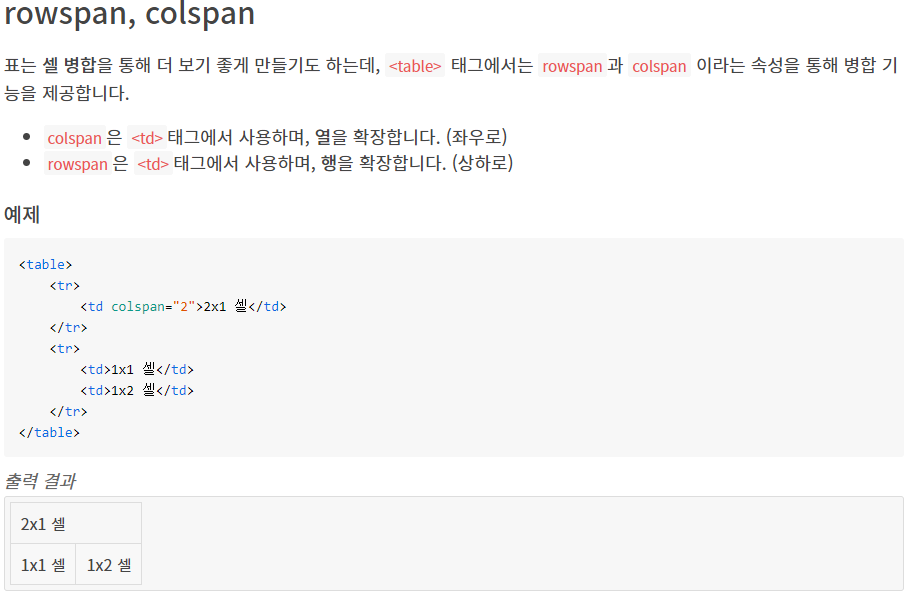 rowspan, colspan
표는 셀 병합을 통해 더 보기 좋게 만들기도 하는데, <table> 태그에서는 rowspan 과 colspan 이라는 속성을 통해 병합 기
능을 제공합니다.
• colspan 은 <td> 태그에서 사용하며, 열을 확장합니다. (좌우로)
• rowspan 은 <td> 태그에서 사용하며, 행을 확장합니다. (상하로)
예제
<table>
    <tr>
        <td colspan="2">2x1 셀</td>
    </tr>
    <tr>
        <td>1x1 셀</td>
        <td>1x2 셀</td>
    </tr>
</table>
출력 결과
2x1 셀
1x1 셀 1x2 셀